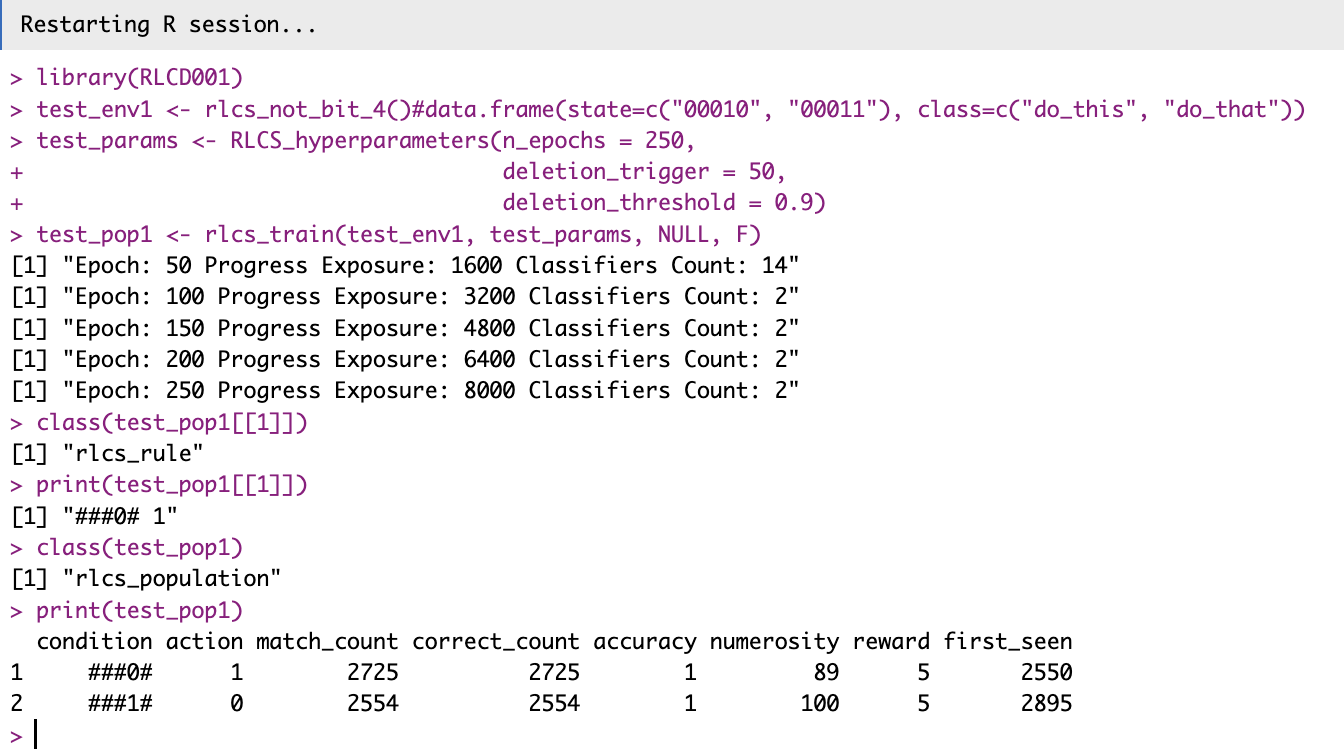 Restarting R session...
> library(RLCD001)
> test_env1 <- rlcs_not_bit_4()#data.frame(state=c("00010", "00011"), class=c("do_this", "do_that"))
> test_params <- RLCS_hyperparameters(n_epochs = 250,
+                                     deletion_trigger = 50,
+                                     deletion_threshold = 0.9)
> test_pop1 <- rlcs_train(test_env1, test_params, NULL, F)
[1] "Epoch: 50 Progress Exposure: 1600 Classifiers Count: 14"
[1] "Epoch: 100 Progress Exposure: 3200 Classifiers Count: 2"
[1] "Epoch: 150 Progress Exposure: 4800 Classifiers Count: 2"
[1] "Epoch: 200 Progress Exposure: 6400 Classifiers Count: 2"
[1] "Epoch: 250 Progress Exposure: 8000 Classifiers Count: 2"
> class(test_pop1[[1]])
[1] "rlcs_rule"
> print(test_pop1[[1]])
[1] "###0# 1"
> class(test_pop1)
[1] "rlcs_population"
> print(test_pop1)
  condition action match_count correct_count accuracy numerosity reward first_seen
1     ###0#      1        2725          2725        1         89      5       2550
2     ###1#      0        2554          2554        1        100      5       2895
>